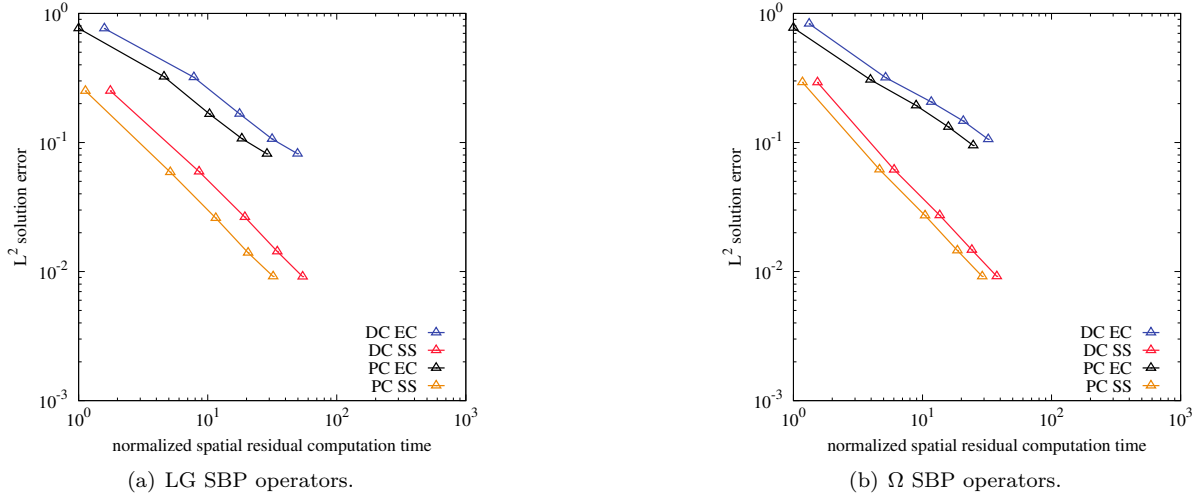 10^0
10^-1
10^-2
10^-3
L^2 solution error
DC EC
DC SS
PC EC
PC SS
10^0 10^1 10^2 10^3
normalized spatial residual computation time
(a) LG SBP operators.
10^0
10^-1
10^-2
10^-3
L^2 solution error
DC EC
DC SS
PC EC
PC SS
10^0 10^1 10^2 10^3
normalized spatial residual computation time
(b) Ω SBP operators.